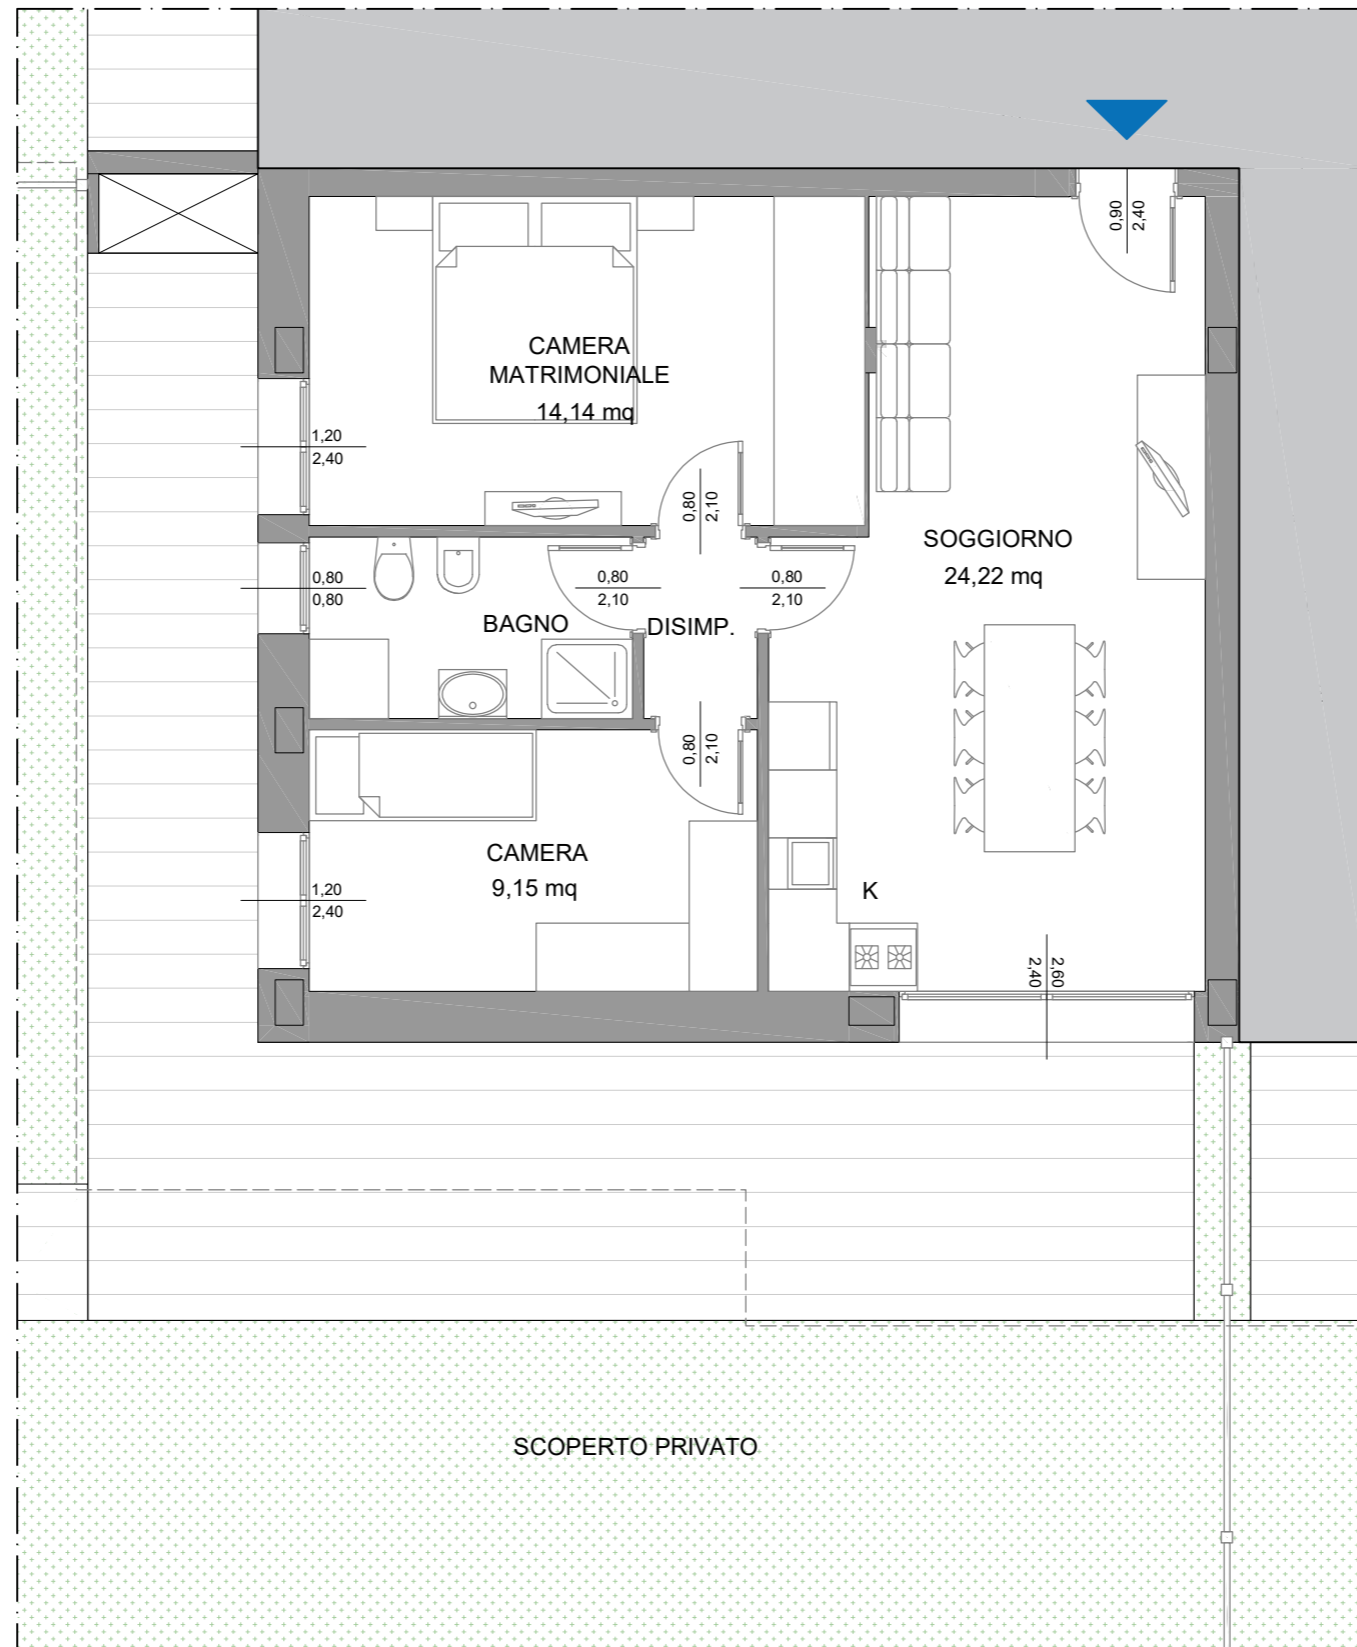 0,90
2,40
CAMERA
MATRIMONIALE
14,14 mq
1,20
2,40
0,80
2,10
SOGGIORNO
24,22 mq
0,80
0,80
0,80
2,10
0,80
2,10
BAGNO
DISIMP.
0,80
2,10
CAMERA
9,15 mq
1,20
2,40
K
2,60
2,40
SCOPERTO PRIVATO